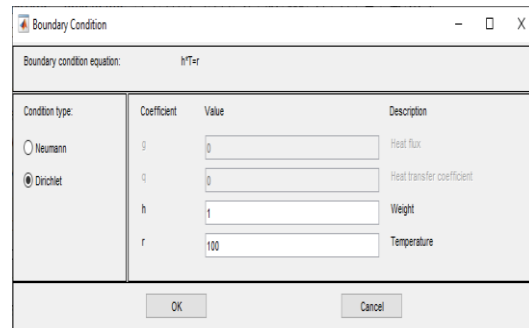 Boundary Condition
Boundary condition equation: h*T=r
Condition type:
Neumann
Dirichlet
Coefficient Value Description
g 0 Heat flux
q 0 Heat transfer coefficient
h 1 Weight
r 100 Temperature
OK Cancel